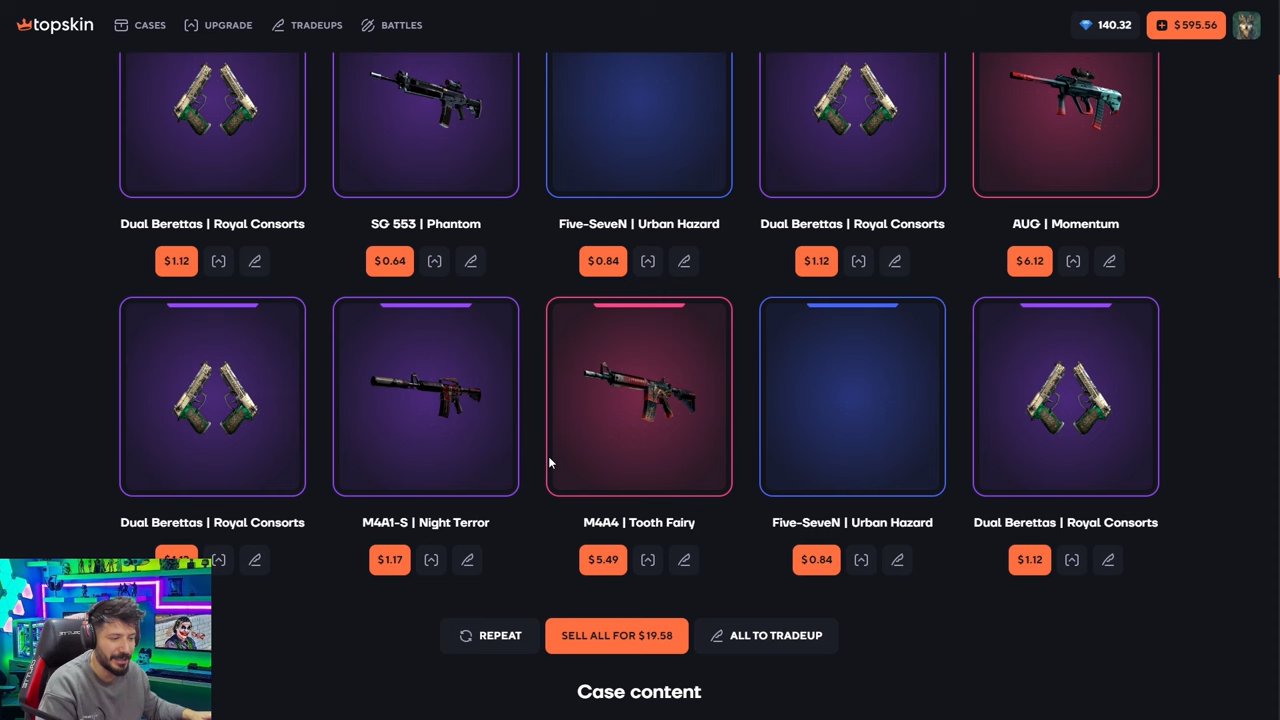 topskin CASES UPGRADE TRADEUPS BATTLES 140.32 $595.56
Dual Berettas | Royal Consorts SG 553 | Phantom Five-SeveN | Urban Hazard Dual Berettas | Royal Consorts AUG | Momentum
$1.12 $0.64 $0.84 $1.12 $6.12
Dual Berettas | Royal Consorts M4A1-S | Night Terror M4A4 | Tooth Fairy Five-SeveN | Urban Hazard Dual Berettas | Royal Consorts
$1.17 $5.49 $0.84 $1.12
REPEAT SELL ALL FOR $19.58 ALL TO TRADEUP
Case content